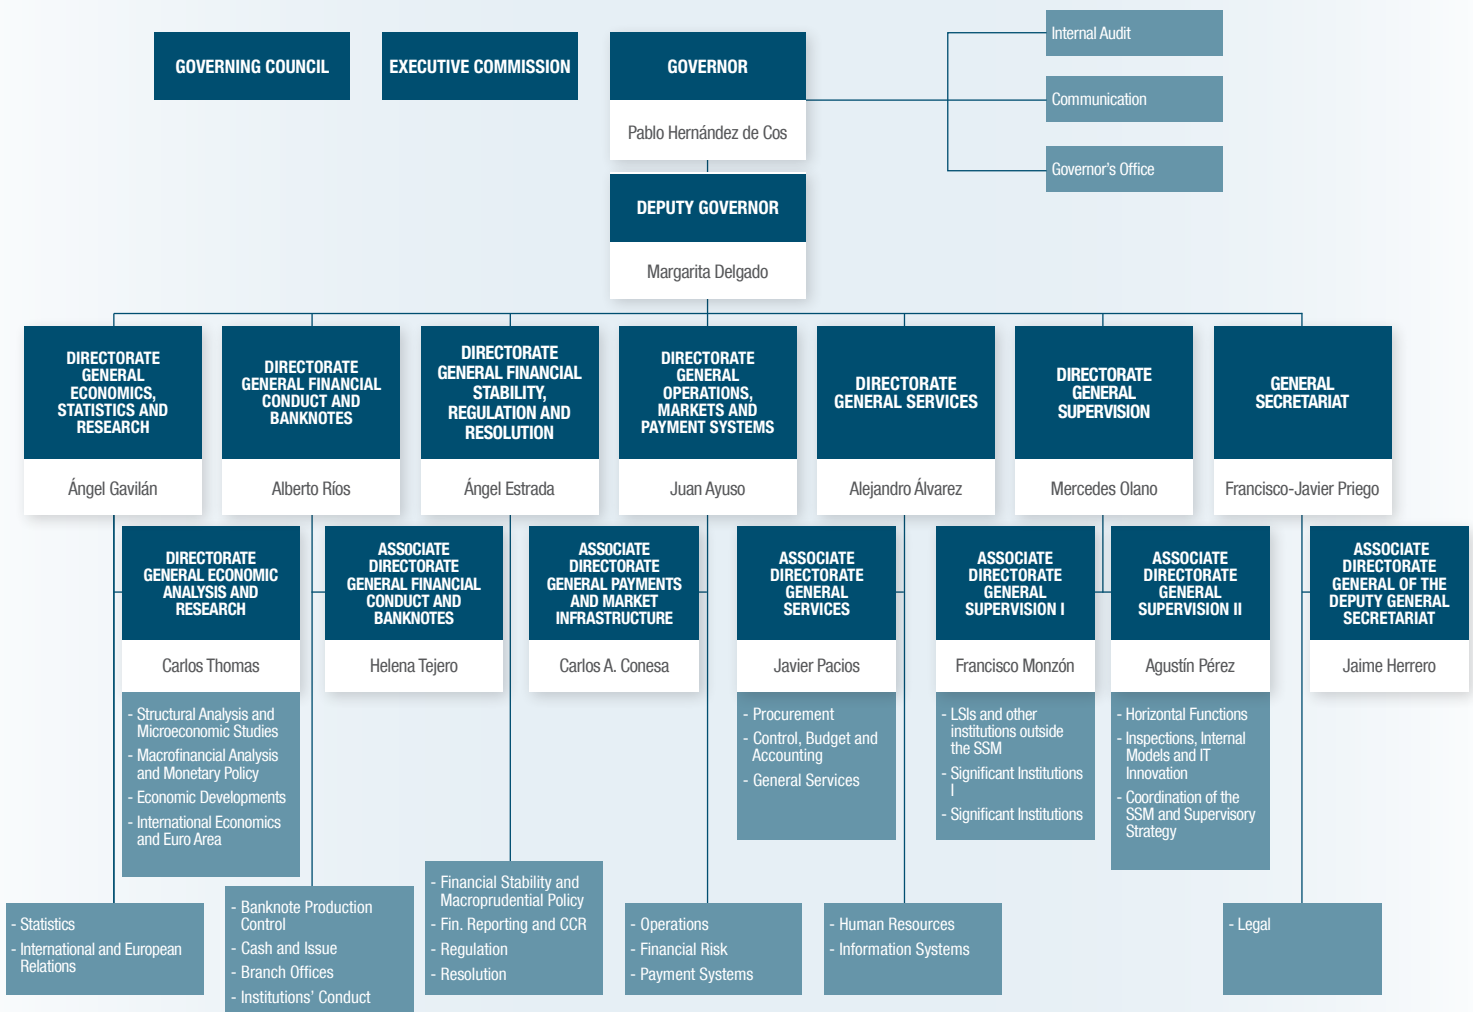 GOVERNING COUNCIL
EXECUTIVE COMMISSION
GOVERNOR
Pablo Hernández de Cos
Internal Audit
Communication
Governor's Office
DEPUTY GOVERNOR
Margarita Delgado
DIRECTORATE
GENERAL
ECONOMICS,
STATISTICS AND
RESEARCH
Ángel Gavilán
DIRECTORATE
GENERAL FINANCIAL
CONDUCT AND
BANKNOTES
Alberto Ríos
DIRECTORATE
GENERAL FINANCIAL
STABILITY,
REGULATION AND
RESOLUTION
Ángel Estrada
DIRECTORATE
GENERAL
OPERATIONS,
MARKETS AND
PAYMENT SYSTEMS
Juan Ayuso
DIRECTORATE
GENERAL SERVICES
Alejandro Álvarez
DIRECTORATE
GENERAL
SUPERVISION
Mercedes Olano
GENERAL
SECRETARIAT
Francisco-Javier Priego
DIRECTORATE
GENERAL ECONOMIC
ANALYSIS AND
RESEARCH
Carlos Thomas
- Structural Analysis and
Microeconomic Studies
- Macrofinancial Analysis
and Monetary Policy
- Economic Developments
- International Economics
and Euro Area
ASSOCIATE
DIRECTORATE
GENERAL FINANCIAL
CONDUCT AND
BANKNOTES
Helena Tejero
ASSOCIATE
DIRECTORATE
GENERAL PAYMENTS
AND MARKET
INFRASTRUCTURE
Carlos A. Conesa
ASSOCIATE
DIRECTORATE
GENERAL
SERVICES
Javier Pacios
- Procurement
- Control, Budget and
Accounting
- General Services
ASSOCIATE
DIRECTORATE
GENERAL
SUPERVISION I
Francisco Monzón
- LSIs and other
institutions outside
the SSM
- Significant Institutions
I
- Significant Institutions
ASSOCIATE
DIRECTORATE
GENERAL
SUPERVISION II
Agustín Pérez
- Horizontal Functions
- Inspections, Internal
Models and IT
Innovation
- Coordination of the
SSM and Supervisory
Strategy
ASSOCIATE
DIRECTORATE
GENERAL OF THE
DEPUTY GENERAL
SECRETARIAT
Jaime Herrero
- Statistics
- International and European
Relations
- Banknote Production
Control
- Cash and Issue
- Branch Offices
- Institutions' Conduct
- Financial Stability and
Macroprudential Policy
- Fin. Reporting and CCR
- Regulation
- Resolution
- Operations
- Financial Risk
- Payment Systems
- Human Resources
- Information Systems
- Legal